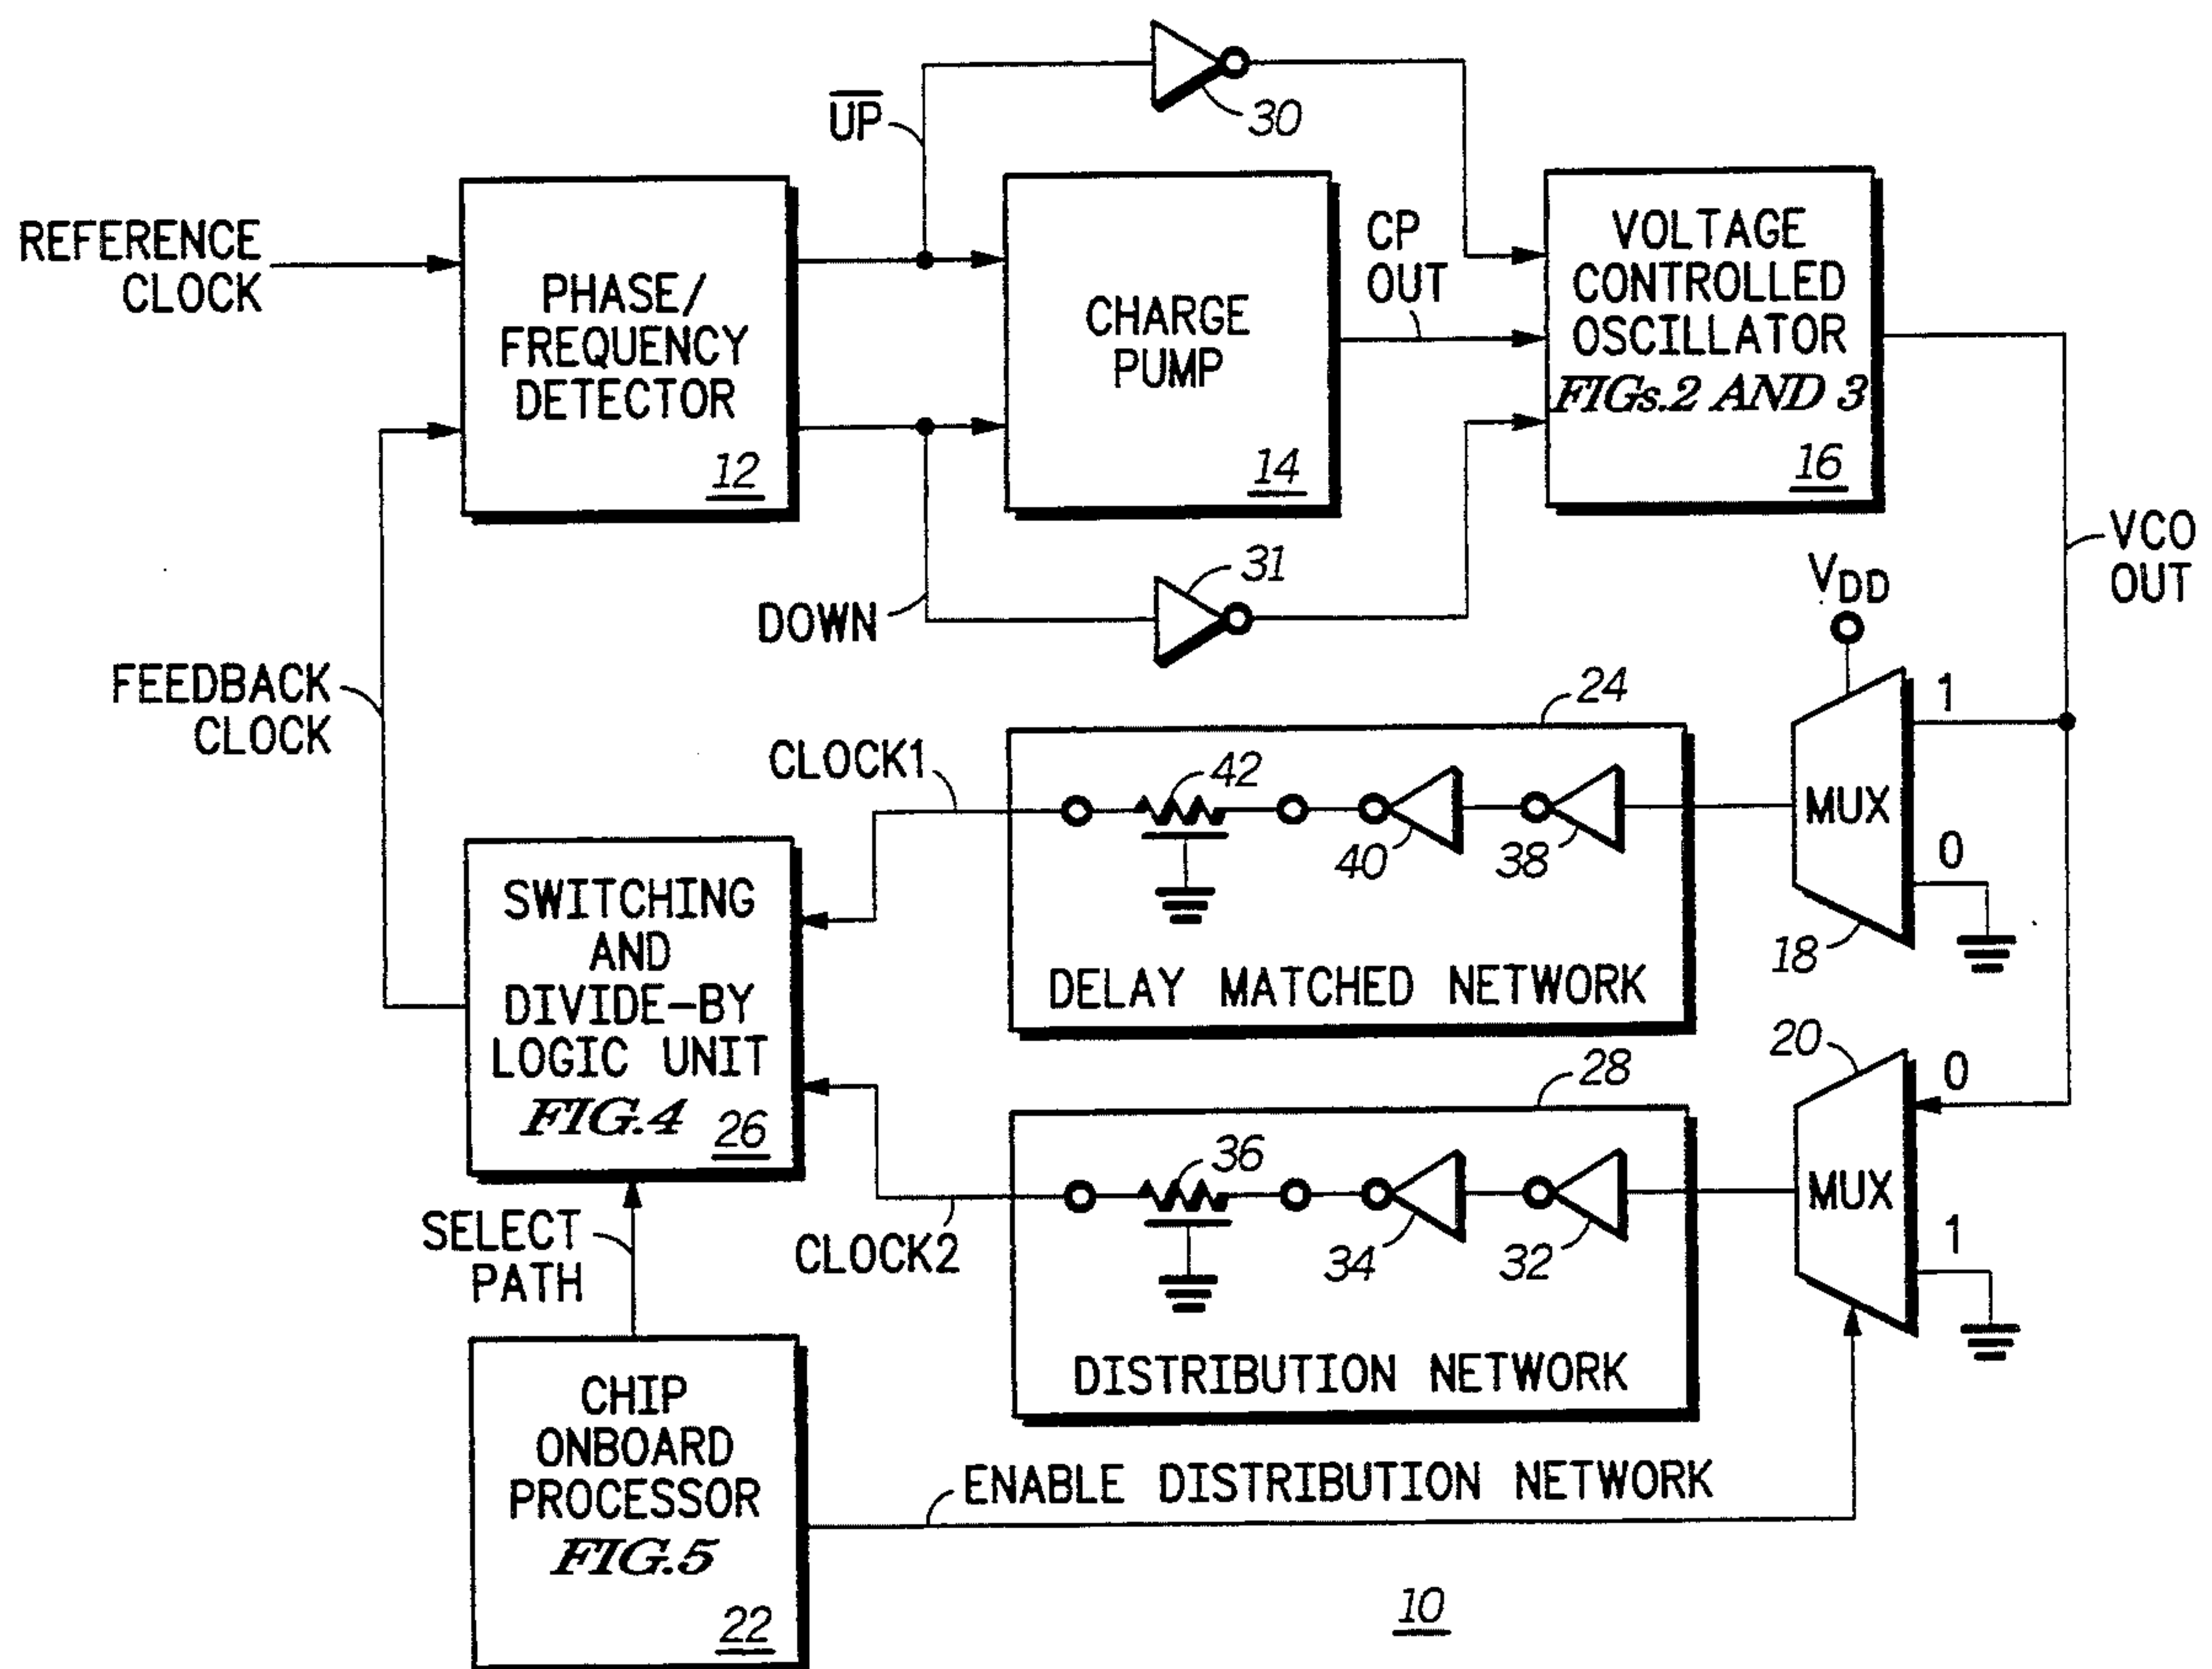 30
U̅P̅
REFERENCE
CLOCK
PHASE/
FREQUENCY
DETECTOR
12
CHARGE
PUMP
14
CP
OUT
VOLTAGE
CONTROLLED
OSCILLATOR
FIGs.2 AND 3
16
VCO
OUT
31
DOWN
VDD
FEEDBACK
CLOCK
24
1
MUX
0
18
CLOCK1
42
40
38
DELAY MATCHED NETWORK
SWITCHING
AND
DIVIDE-BY
LOGIC UNIT
FIG.4
26
28
20
0
MUX
1
36
34
32
CLOCK2
DISTRIBUTION NETWORK
SELECT
PATH
CHIP
ONBOARD
PROCESSOR
FIG.5
22
ENABLE DISTRIBUTION NETWORK
10